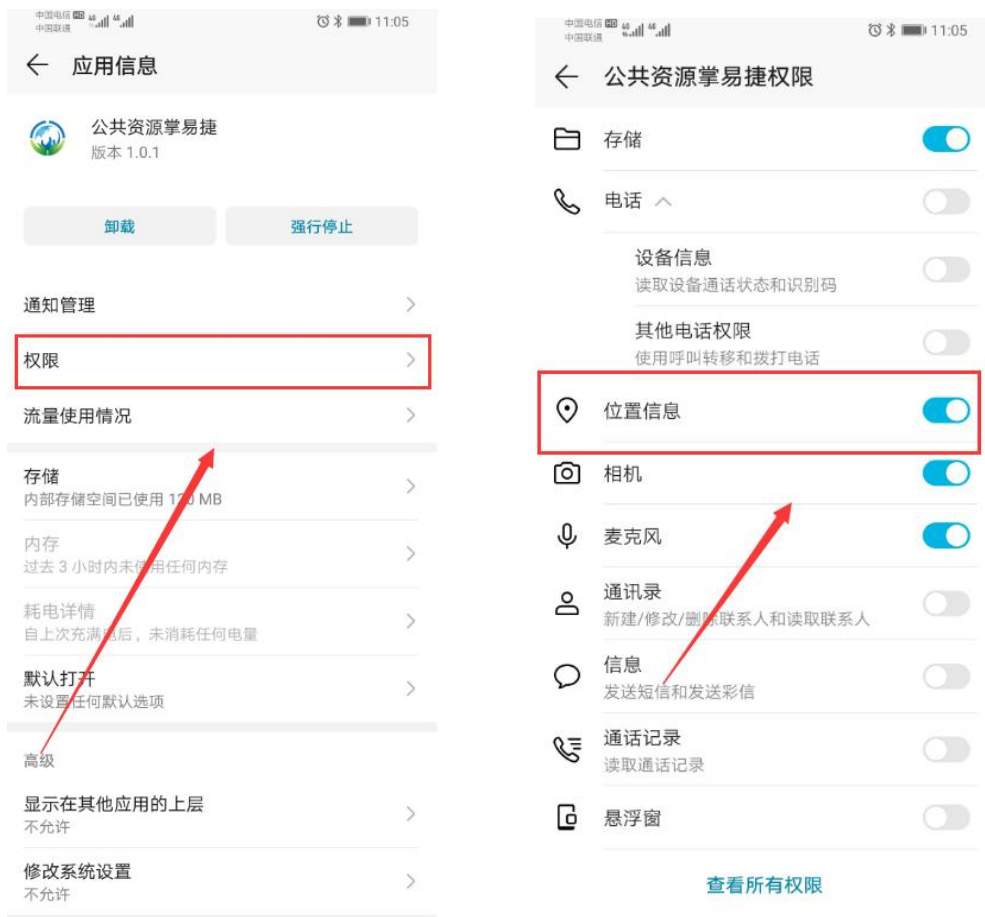 中国电信 HD 4G 4G
中国联通
11:05
应用信息
公共资源掌易捷
版本 1.0.1
卸载
强行停止
通知管理
权限
流量使用情况
存储
内部存储空间已使用 120 MB
内存
过去 3 小时内未使用任何内存
耗电详情
自上次充满电后，未消耗任何电量
默认打开
未设置任何默认选项
高级
显示在其他应用的上层
不允许
修改系统设置
不允许
中国电信 HD 4G 4G
中国联通
11:05
公共资源掌易捷权限
存储
电话
设备信息
读取设备通话状态和识别码
其他电话权限
使用呼叫转移和拨打电话
位置信息
相机
麦克风
通讯录
新建/修改/删除联系人和读取联系人
信息
发送短信和发送彩信
通话记录
读取通话记录
悬浮窗
查看所有权限